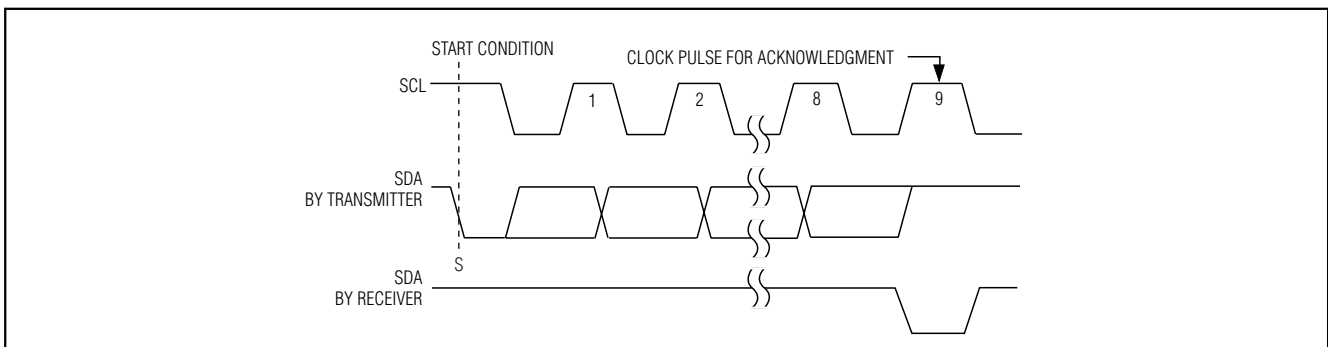 START CONDITION
CLOCK PULSE FOR ACKNOWLEDGMENT
SCL
1
2
8
9
SDA
BY TRANSMITTER
S
SDA
BY RECEIVER